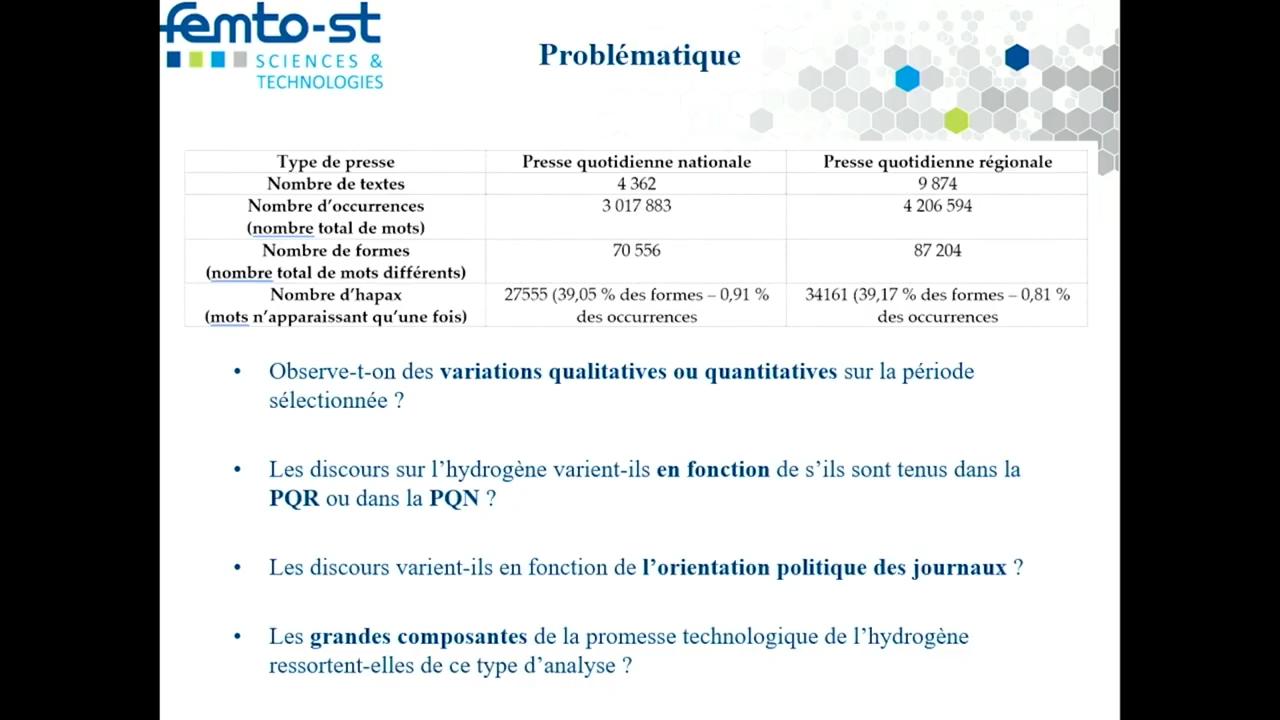 femto-st
SCIENCES &
TECHNOLOGIES
Problématique
Type de presse Presse quotidienne nationale Presse quotidienne régionale
Nombre de textes 4 362 9 874
Nombre d'occurrences 3 017 883 4 206 594
(nombre total de mots)
Nombre de formes 70 556 87 204
(nombre total de mots différents)
Nombre d'hapax 27555 (39,05 % des formes – 0,91 % 34161 (39,17 % des formes – 0,81 %
(mots n'apparaissant qu'une fois) des occurrences des occurrences
• Observe-t-on des variations qualitatives ou quantitatives sur la période
sélectionnée ?
• Les discours sur l'hydrogène varient-ils en fonction de s'ils sont tenus dans la
PQR ou dans la PQN ?
• Les discours varient-ils en fonction de l'orientation politique des journaux ?
• Les grandes composantes de la promesse technologique de l'hydrogène
ressortent-elles de ce type d'analyse ?